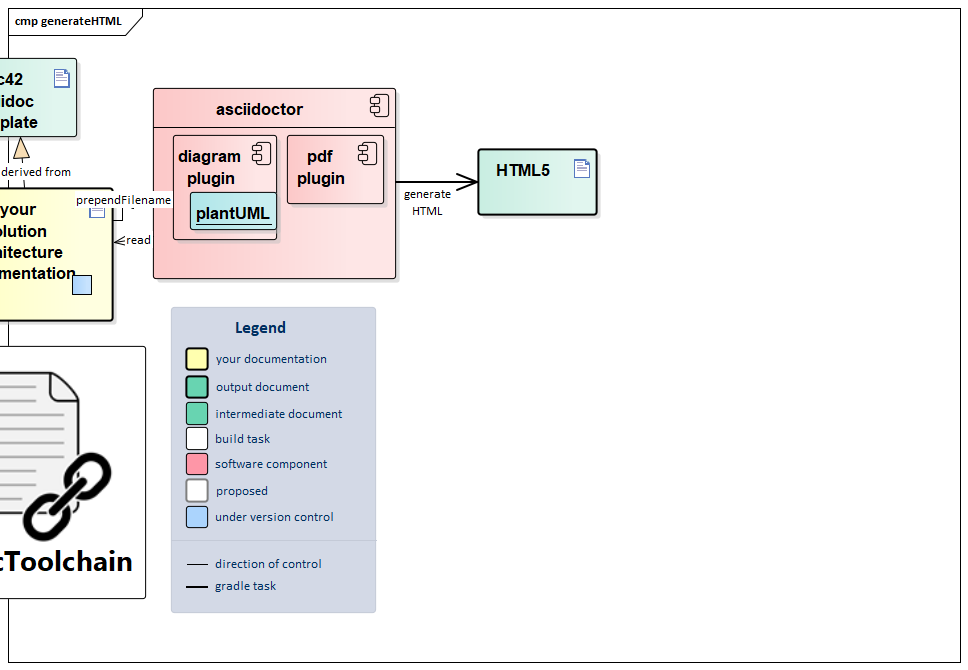 cmp generateHTML
c42
iidoc
plate
derived from
your
olution
hitecture
mentation
prependFilename
read
asciidoctor
diagram
plugin
plantUML
pdf
plugin
generate
HTML
HTML5
Legend
your documentation
output document
intermediate document
build task
software component
proposed
under version control
direction of control
gradle task
cToolchain